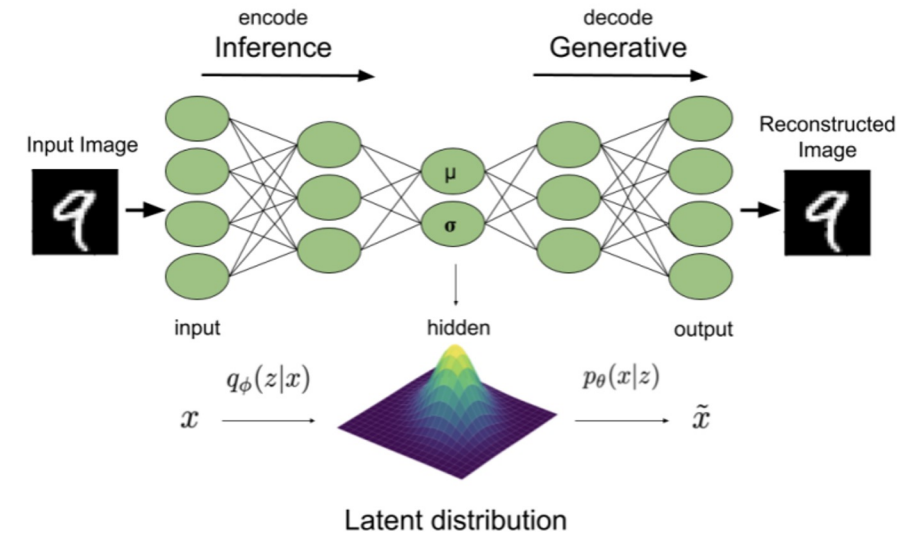 encode
Inference
decode
Generative
Input Image
Reconstructed
Image
μ
σ
input
hidden
output
x
qϕ(z|x)
pθ(x|z)
x̃
Latent distribution